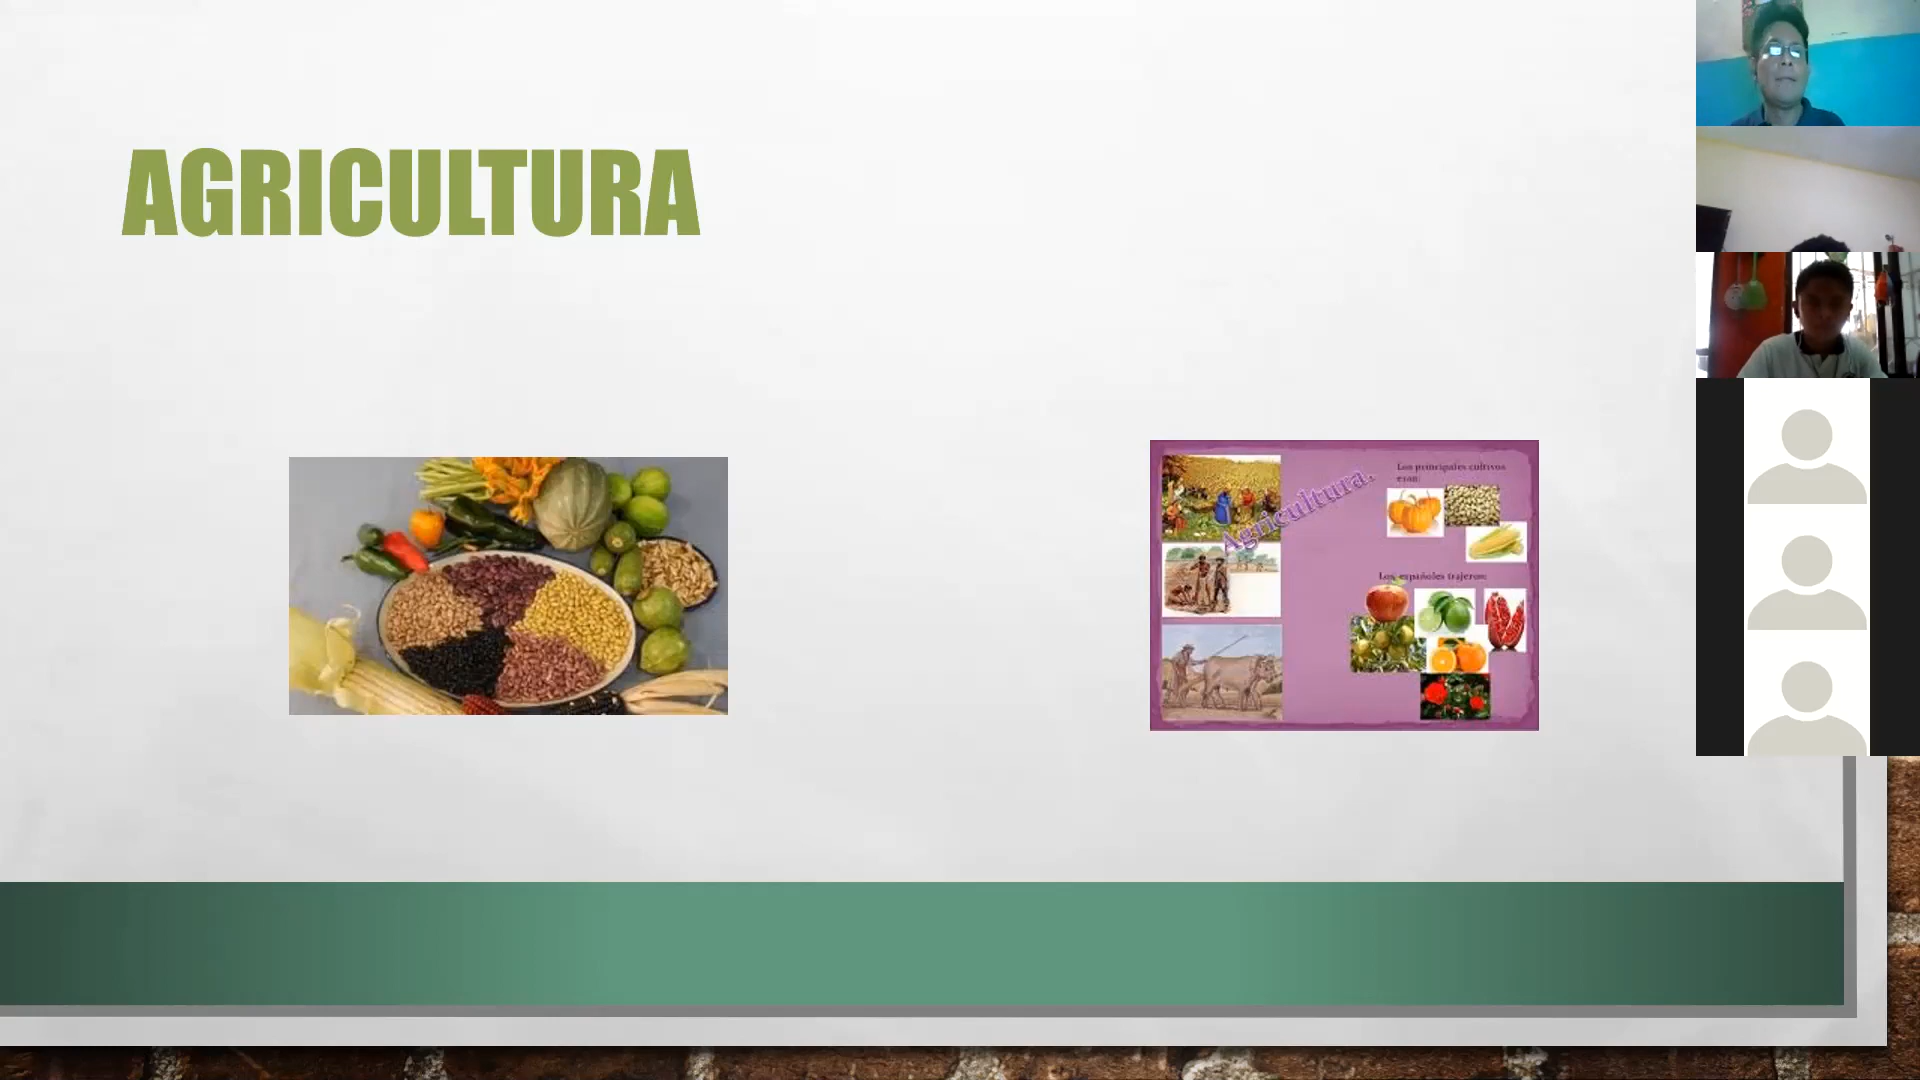 AGRICULTURA
Agricultura.
Los principales cultivos
eran:
Los españoles trajeron: